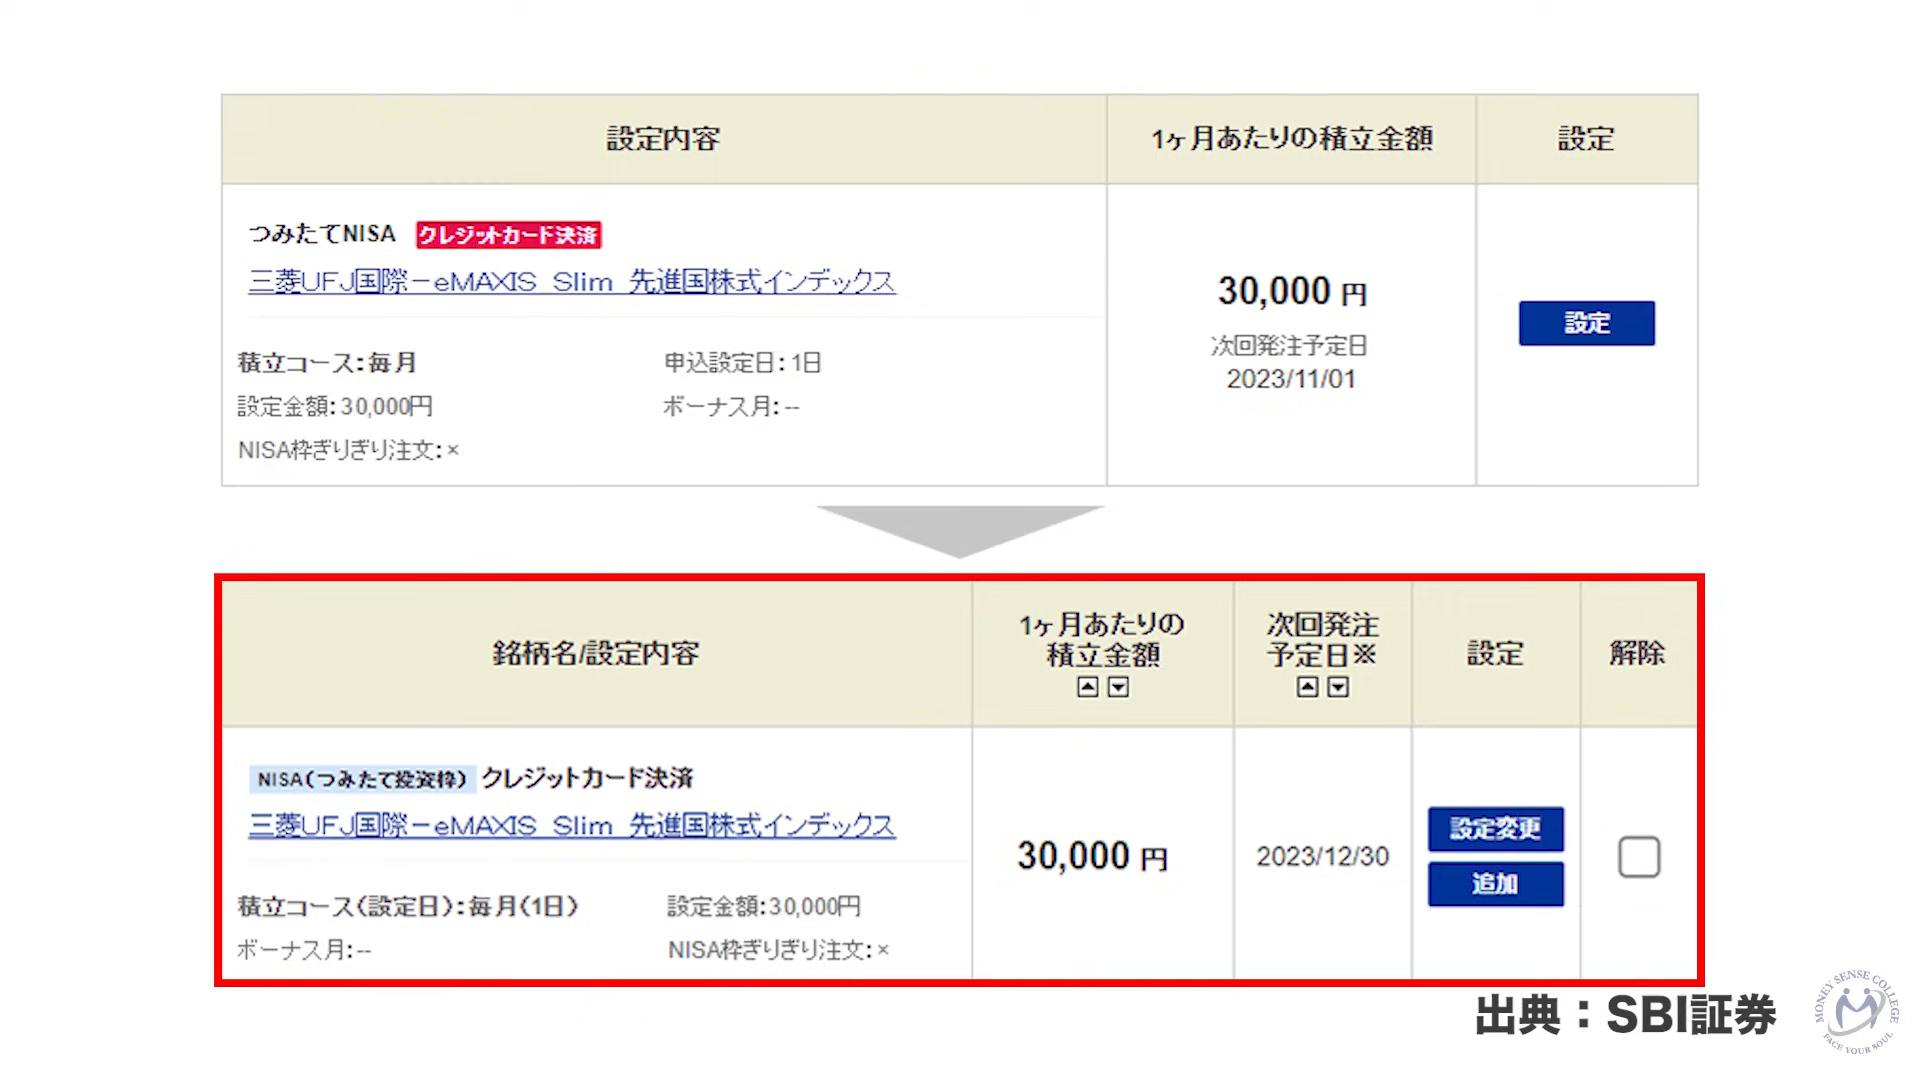 設定内容
1ヶ月あたりの積立金額
設定
つみたてNISA クレジットカード決済
三菱UFJ国際－eMAXIS Slim 先進国株式インデックス
積立コース:毎月
申込設定日:1日
設定金額:30,000円
ボーナス月:--
NISA枠ぎりぎり注文:×
30,000 円
次回発注予定日
2023/11/01
設定
銘柄名/設定内容
1ヶ月あたりの
積立金額
次回発注
予定日※
設定
解除
NISA(つみたて投資枠) クレジットカード決済
三菱UFJ国際－eMAXIS Slim 先進国株式インデックス
積立コース(設定日):毎月(1日)
設定金額:30,000円
ボーナス月:--
NISA枠ぎりぎり注文:×
30,000 円
2023/12/30
設定変更
追加
出典：SBI証券
MONEY SENSE COLLEGE
FACE YOUR SOUL